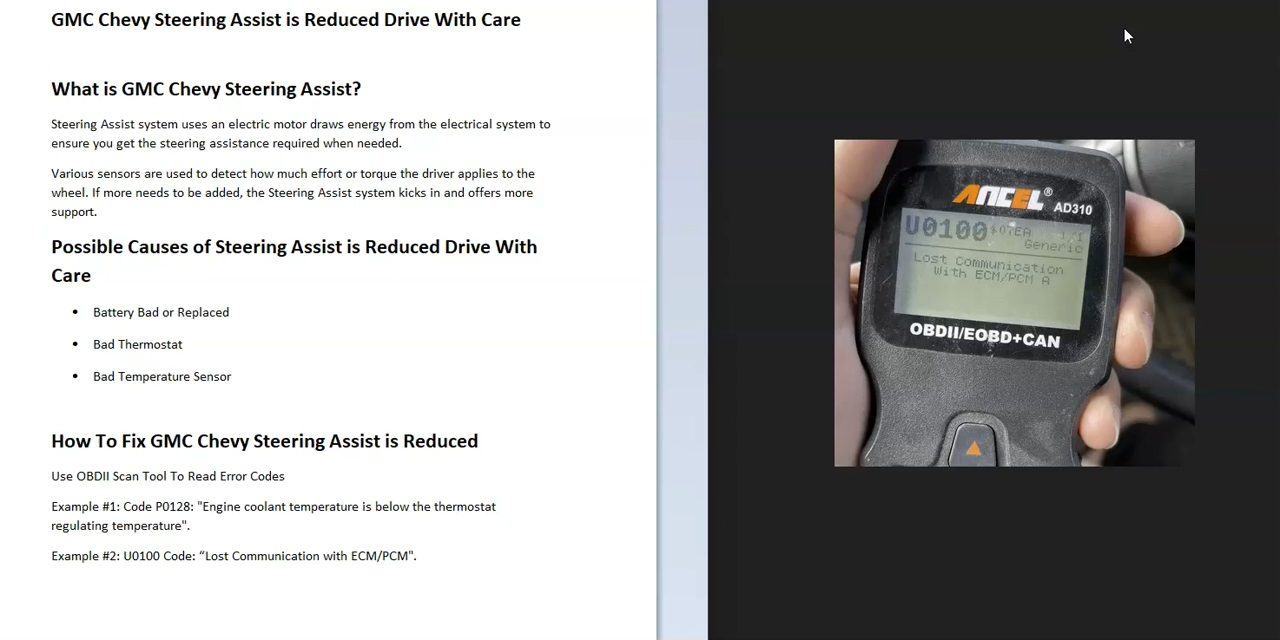 GMC Chevy Steering Assist is Reduced Drive With Care
What is GMC Chevy Steering Assist?
Steering Assist system uses an electric motor draws energy from the electrical system to
ensure you get the steering assistance required when needed.
Various sensors are used to detect how much effort or torque the driver applies to the
wheel. If more needs to be added, the Steering Assist system kicks in and offers more
support.
Possible Causes of Steering Assist is Reduced Drive With
Care
• Battery Bad or Replaced
• Bad Thermostat
• Bad Temperature Sensor
How To Fix GMC Chevy Steering Assist is Reduced
Use OBDII Scan Tool To Read Error Codes
Example #1: Code P0128: "Engine coolant temperature is below the thermostat
regulating temperature".
Example #2: U0100 Code: “Lost Communication with ECM/PCM".
ANCEL®
AD310
U0100 $07EA 1/1
Generic
Lost Communication
With ECM/PCM A
OBDII/EOBD+CAN